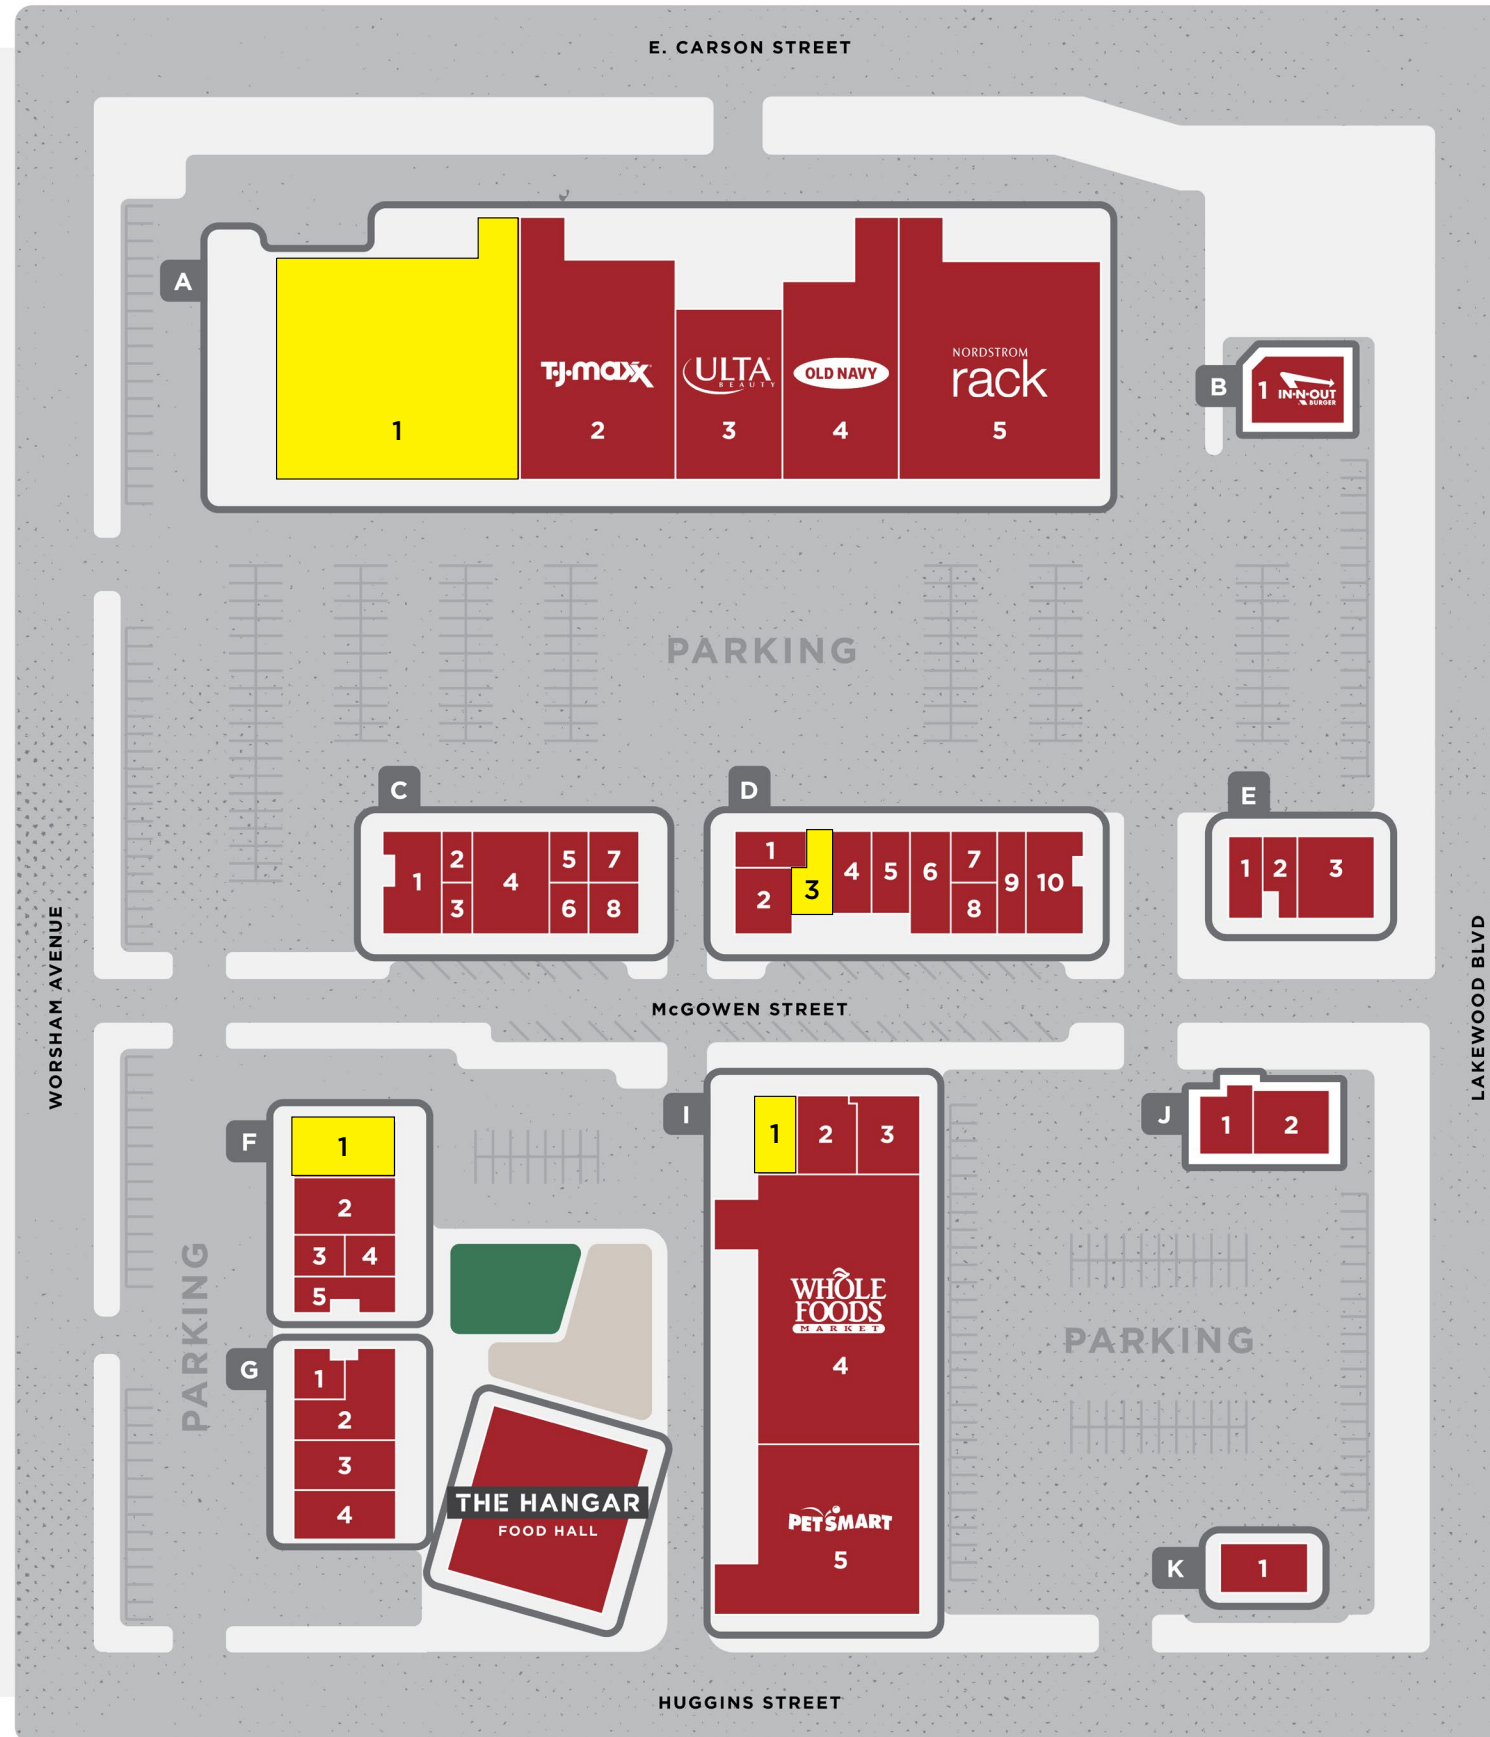 E. CARSON STREET
A
1
T·J·maxx
2
ULTA
BEAUTY
3
OLD NAVY
4
NORDSTROM
rack
5
B
1 IN-N-OUT
BURGER
PARKING
C
1
2
3
4
5
6
7
8
D
1
2
3
4
5
6
7
8
9
10
E
1
2
3
WORSHAM AVENUE
LAKEWOOD BLVD
McGOWEN STREET
F
1
2
3
4
5
PARKING
G
1
2
3
4
THE HANGAR
FOOD HALL
I
1
2
3
WHOLE
FOODS
MARKET
4
PETSMART
5
J
1
2
PARKING
K
1
HUGGINS STREET